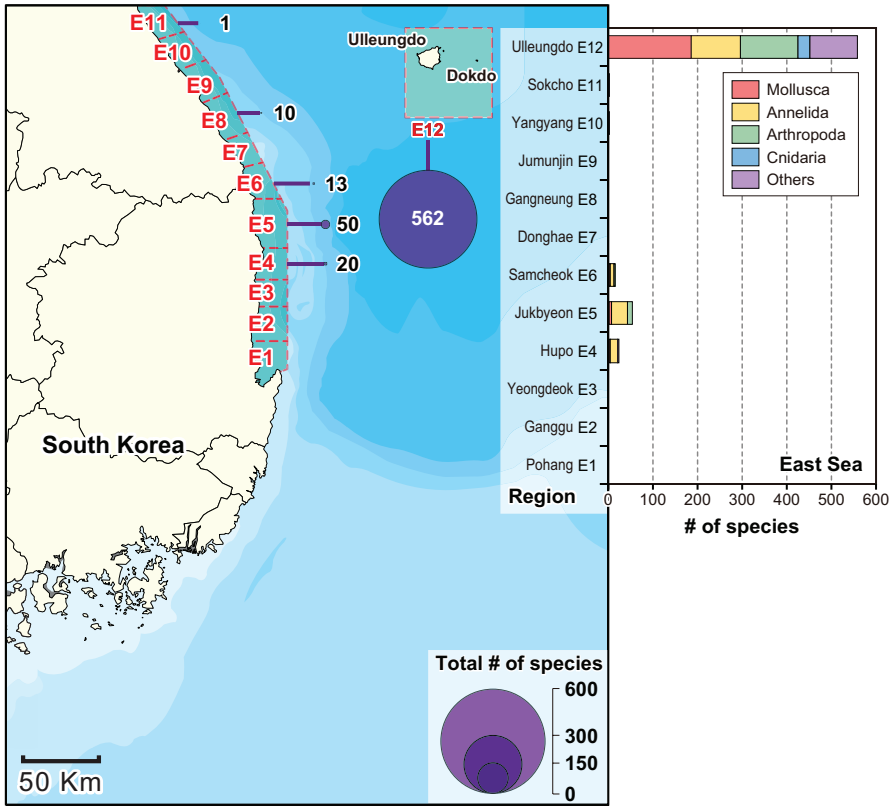 E11
1
E10
E9
E8
10
E7
E6
13
E5
50
E4
20
E3
E2
E1
South Korea
50 Km
Ulleungdo
Dokdo
E12
562
Total # of species
600
300
150
0
Ulleungdo E12
Sokcho E11
Yangyang E10
Jumunjin E9
Gangneung E8
Donghae E7
Samcheok E6
Jukbyeon E5
Hupo E4
Yeongdeok E3
Ganggu E2
Pohang E1
Region
Mollusca
Annelida
Arthropoda
Cnidaria
Others
East Sea
0 100 200 300 400 500 600
# of species